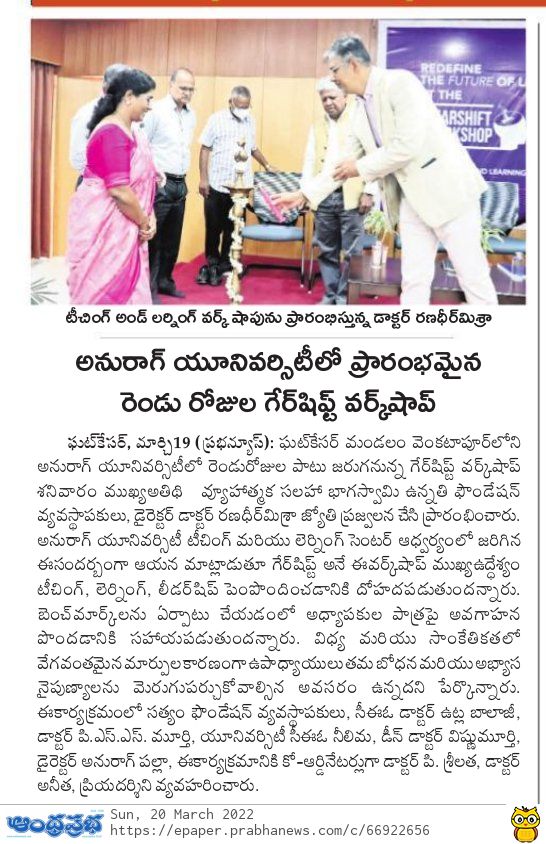 REDEFINE
THE FUTURE OF
THE
ARSHIFT
KSHOP
ND LEARNING
టీచింగ్ అండ్ లర్నింగ్ వర్క్ షాపును ప్రారంభిస్తున్న డాక్టర్ రణధీర్‌మిశ్రా
అనురాగ్ యూనివర్సిటీలో ప్రారంభమైన
రెండు రోజుల గేర్‌షిఫ్ట్ వర్క్‌షాప్
ఘట్‌కేసర్, మార్చి19 (ప్రభన్యూస్): ఘట్‌కేసర్ మండలం వెంకటాపూర్‌లోని
అనురాగ్ యూనివర్సిటీలో రెండురోజుల పాటు జరుగనున్న గేర్‌షిఫ్ట్ వర్క్‌షాప్
శనివారం ముఖ్యఅతిథి వ్యూహాత్మక సలహా భాగస్వామి ఉన్నతి ఫౌండేషన్
వ్యవస్థాపకులు, డైరెక్టర్ డాక్టర్ రణధీర్‌మిశ్రా జ్యోతి ప్రజ్వలన చేసి ప్రారంభించారు.
అనురాగ్ యూనివర్సిటీ టీచింగ్ మరియు లెర్నింగ్ సెంటర్ ఆధ్వర్యంలో జరిగిన
ఈసందర్భంగా ఆయన మాట్లాడుతూ గేర్‌షిఫ్ట్ అనే ఈవర్క్‌షాప్ ముఖ్యఉద్దేశ్యం
టీచింగ్, లెర్నింగ్, లీడర్‌షిప్ పెంపొందించడానికి దోహదపడుతుందన్నారు.
బెంచ్‌మార్క్‌లను ఏర్పాటు చేయడంలో అధ్యాపకుల పాత్రపై అవగాహన
పొందడానికి సహాయపడుతుందన్నారు. విధ్య మరియు సాంకేతికతలో
వేగవంతమైన మార్పుల కారణంగా ఉపాధ్యాయులు తమ బోధన మరియు అభ్యాస
నైపుణ్యాలను మెరుగుపర్చుకోవాల్సిన అవసరం ఉన్నదని పేర్కొన్నారు.
ఈకార్యక్రమంలో సత్యం ఫౌండేషన్ వ్యవస్థాపకులు, సీఈఓ డాక్టర్ ఉట్ల బాలాజీ,
డాక్టర్ పి.ఎస్.ఎస్. మూర్తి, యూనివర్సిటీ సీఈఓ నీలిమ, డీన్ డాక్టర్ విష్ణుమూర్తి,
డైరెక్టర్ అనురాగ్ పల్లా, ఈకార్యక్రమానికి కో-ఆర్డినేటర్లుగా డాక్టర్ పి. శ్రీలత, డాక్టర్
అనిత, ప్రియదర్శిని వ్యవహరించారు.
ఆంధ్రప్రభ
Sun, 20 March 2022
https://epaper.prabhanews.com/c/66922656